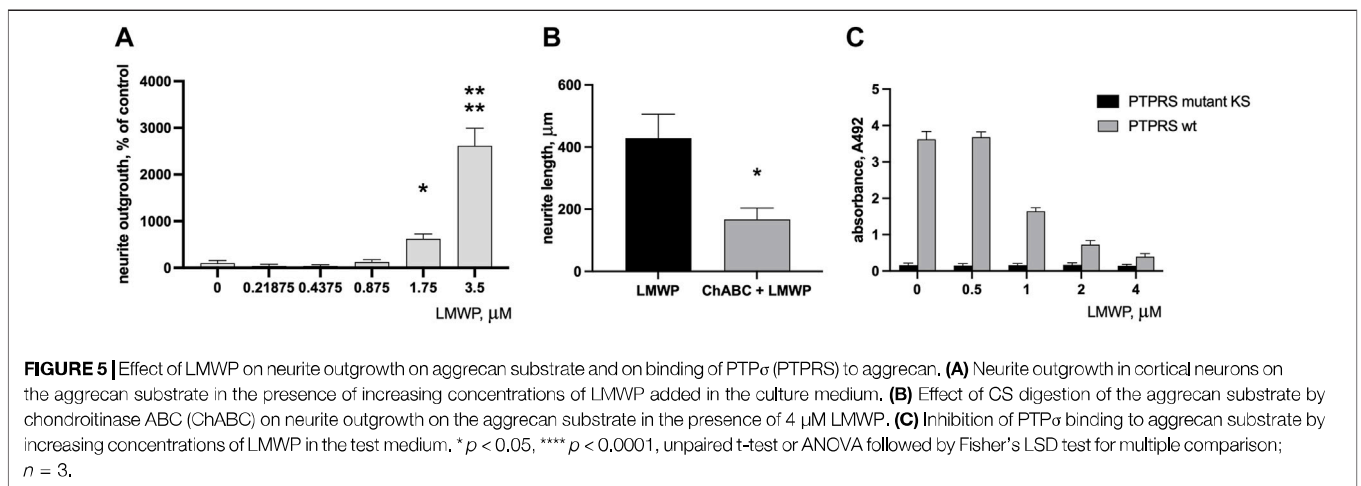 A
neurite outgrouth, % of control
4000
3000
2000
1000
0
*
**
**
0 0.21875 0.4375 0.875 1.75 3.5
LMWP, μM
B
neurite length, μm
600
400
200
0
*
LMWP ChABC + LMWP
C
absorbance, A492
5
4
3
2
1
0
0 0.5 1 2 4
LMWP, μM
PTPRS mutant KS
PTPRS wt
FIGURE 5 | Effect of LMWP on neurite outgrowth on aggrecan substrate and on binding of PTPσ (PTPRS) to aggrecan. (A) Neurite outgrowth in cortical neurons on
the aggrecan substrate in the presence of increasing concentrations of LMWP added in the culture medium. (B) Effect of CS digestion of the aggrecan substrate by
chondroitinase ABC (ChABC) on neurite outgrowth on the aggrecan substrate in the presence of 4 μM LMWP. (C) Inhibition of PTPσ binding to aggrecan substrate by
increasing concentrations of LMWP in the test medium. *p < 0.05, ****p < 0.0001, unpaired t-test or ANOVA followed by Fisher's LSD test for multiple comparison;
n = 3.